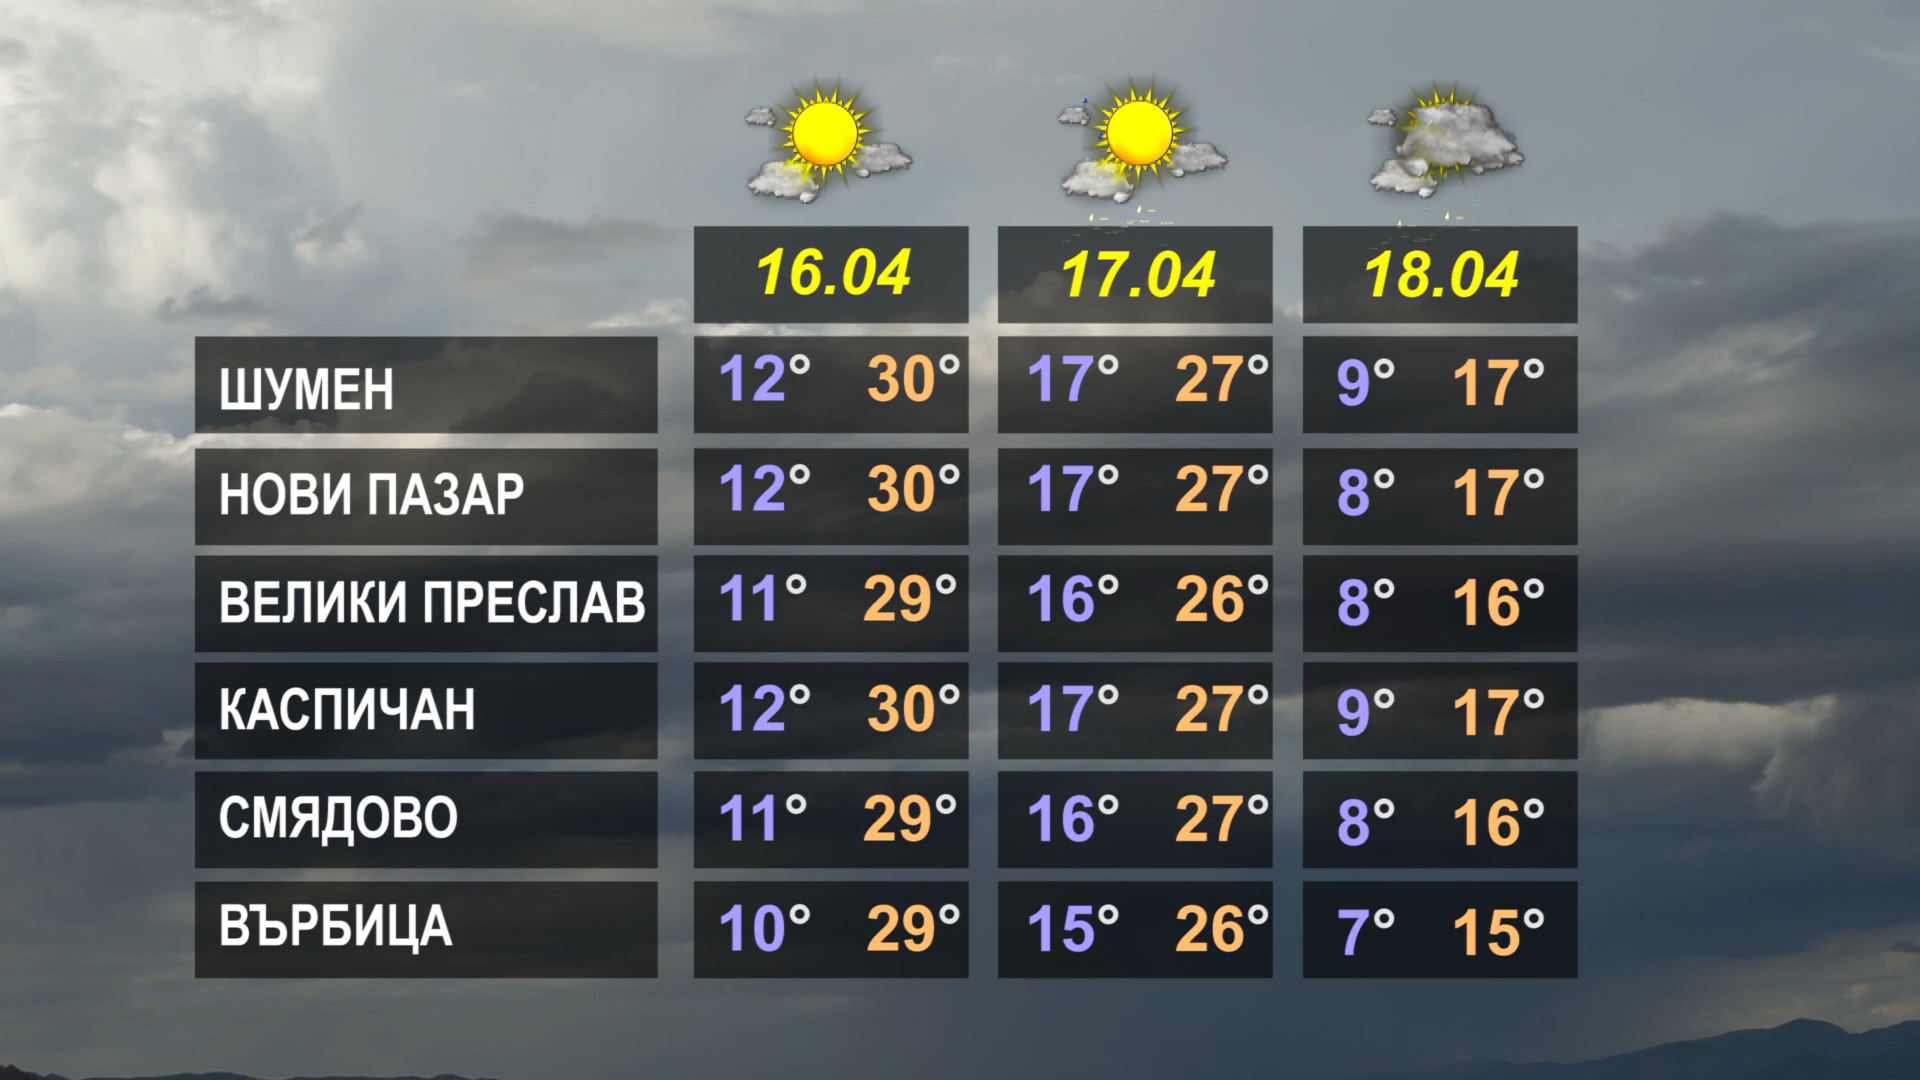 16.04 17.04 18.04
ШУМЕН 12° 30° 17° 27° 9° 17°
НОВИ ПАЗАР 12° 30° 17° 27° 8° 17°
ВЕЛИКИ ПРЕСЛАВ 11° 29° 16° 26° 8° 16°
КАСПИЧАН 12° 30° 17° 27° 9° 17°
СМЯДОВО 11° 29° 16° 27° 8° 16°
ВЪРБИЦА 10° 29° 15° 26° 7° 15°